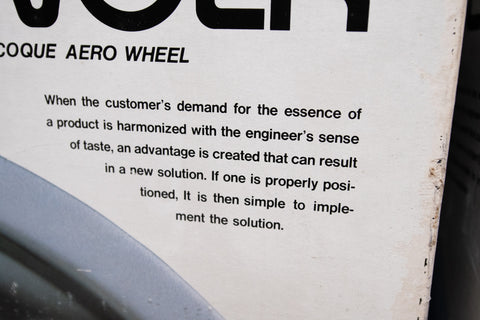 COQUE AERO WHEEL
When the customer's demand for the essence of
a product is harmonized with the engineer's sense
of taste, an advantage is created that can result
in a new solution. If one is properly posi-
tioned, It is then simple to imple-
ment the solution.